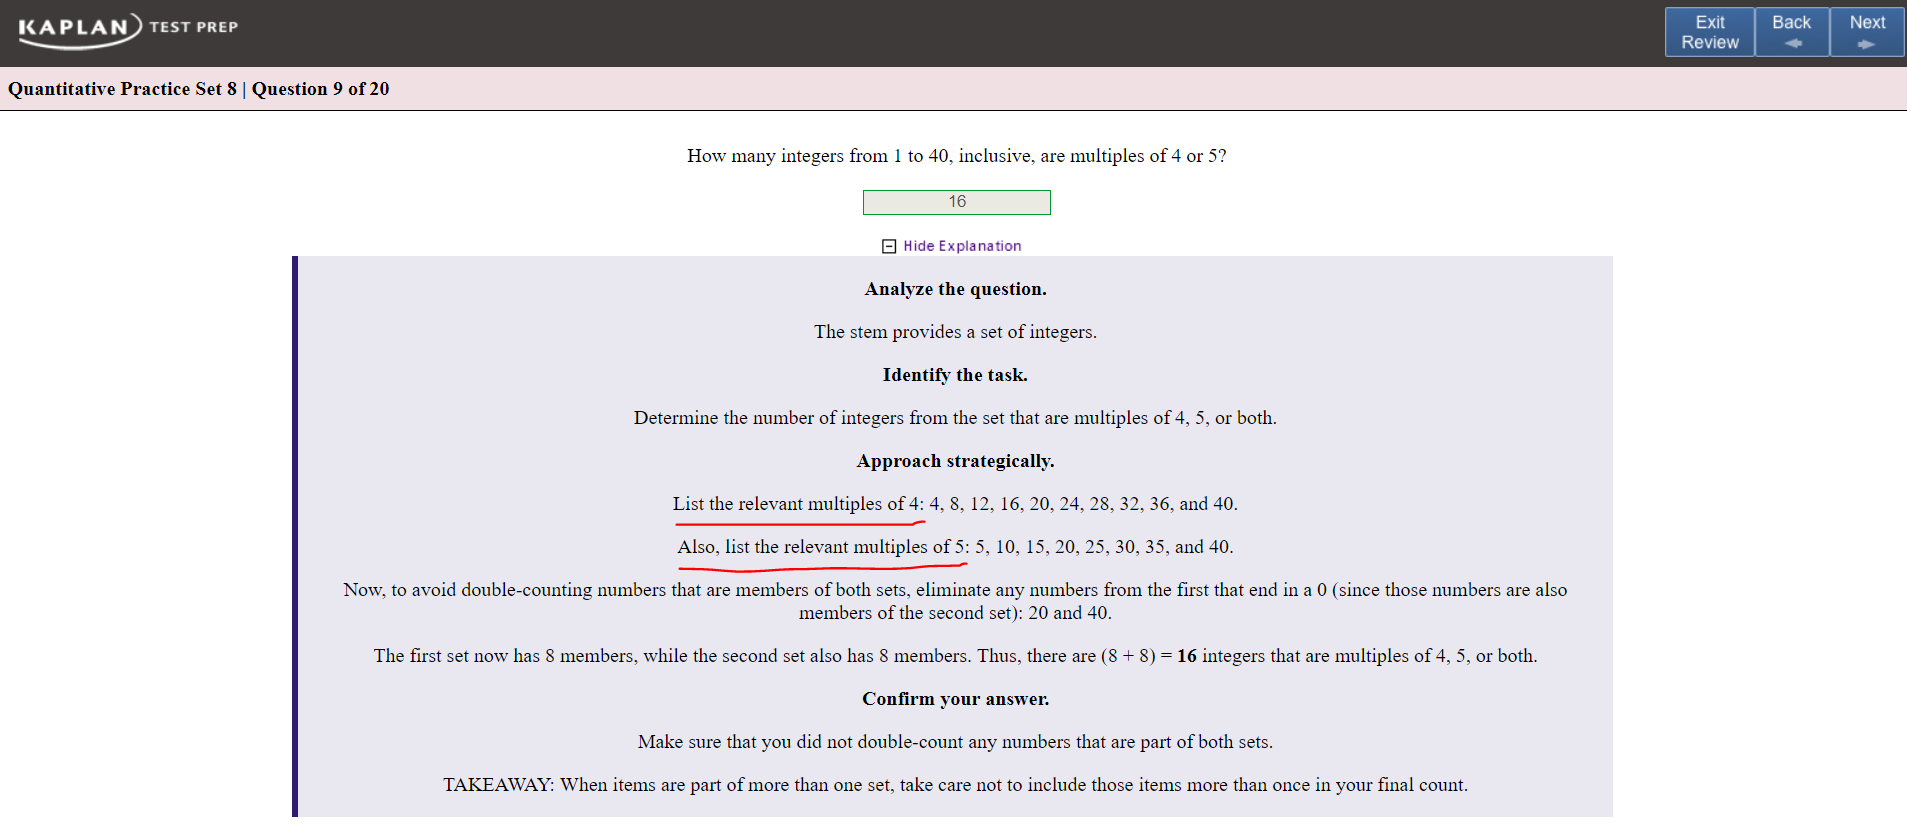 KAPLAN TEST PREP
Exit Review
Back
Next
Quantitative Practice Set 8 | Question 9 of 20
How many integers from 1 to 40, inclusive, are multiples of 4 or 5?
16
Hide Explanation
Analyze the question.
The stem provides a set of integers.
Identify the task.
Determine the number of integers from the set that are multiples of 4, 5, or both.
Approach strategically.
List the relevant multiples of 4: 4, 8, 12, 16, 20, 24, 28, 32, 36, and 40.
Also, list the relevant multiples of 5: 5, 10, 15, 20, 25, 30, 35, and 40.
Now, to avoid double-counting numbers that are members of both sets, eliminate any numbers from the first that end in a 0 (since those numbers are also
members of the second set): 20 and 40.
The first set now has 8 members, while the second set also has 8 members. Thus, there are (8 + 8) = 16 integers that are multiples of 4, 5, or both.
Confirm your answer.
Make sure that you did not double-count any numbers that are part of both sets.
TAKEAWAY: When items are part of more than one set, take care not to include those items more than once in your final count.